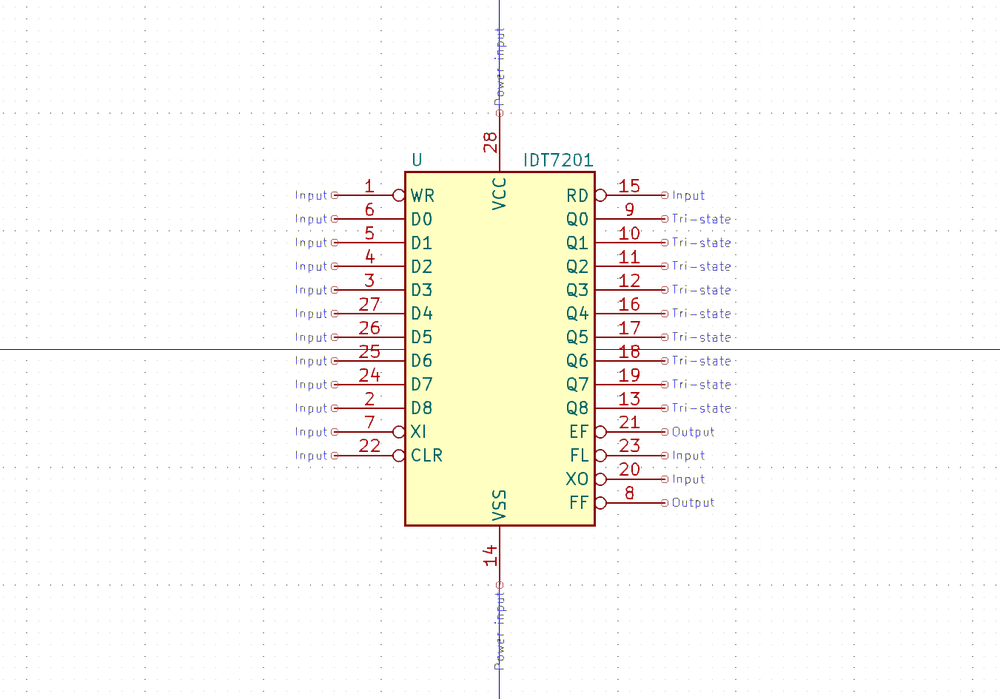 Power input
28
U IDT7201
VCC
Input 1 WR RD 15 Input
Input 6 D0 Q0 9 Tri-state
Input 5 D1 Q1 10 Tri-state
Input 4 D2 Q2 11 Tri-state
Input 3 D3 Q3 12 Tri-state
Input 27 D4 Q4 16 Tri-state
Input 26 D5 Q5 17 Tri-state
Input 25 D6 Q6 18 Tri-state
Input 24 D7 Q7 19 Tri-state
Input 2 D8 Q8 13 Tri-state
Input 7 XI EF 21 Output
Input 22 CLR FL 23 Input
XO 20 Input
FF 8 Output
VSS
14
Power input